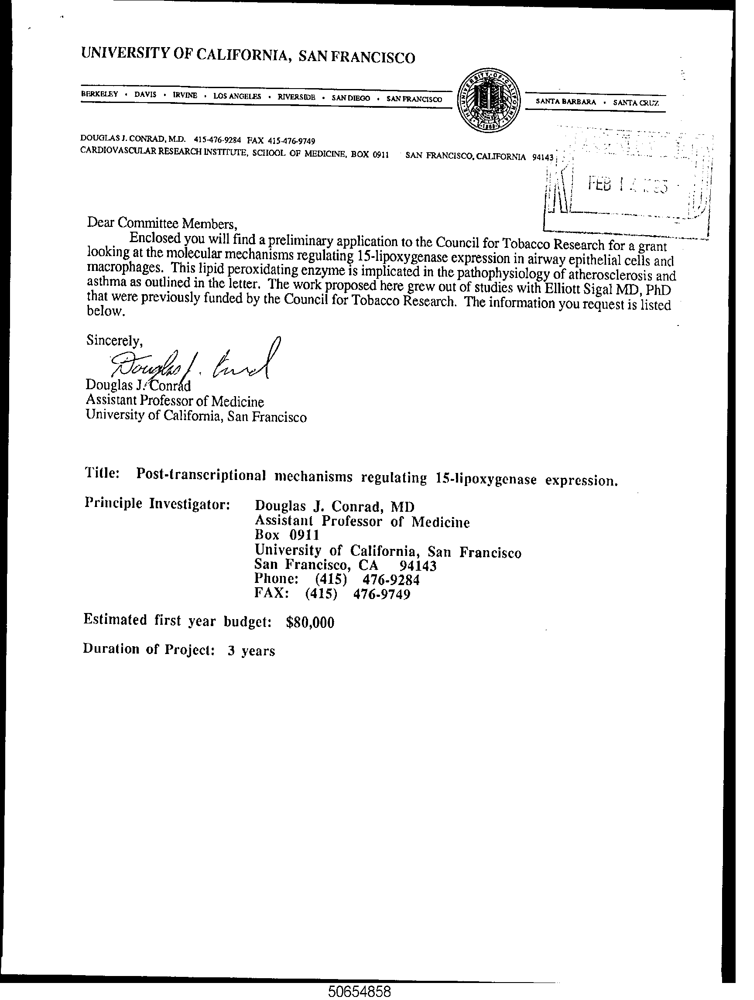 UNIVERSITY OF CALIFORNIA, SAN FRANCISCO
BERKELEY • DAVIS • IRVINE • LOS ANGELES • RIVERSIDE • SAN DIEGO • SAN FRANCISCO
SANTA BARBARA • SANTA CRUZ
DOUGLAS J. CONRAD, M.D. 415-476-9284 FAX 415-476-9749
CARDIOVASCULAR RESEARCH INSTITUTE, SCHOOL OF MEDICINE, BOX 0911 SAN FRANCISCO, CALIFORNIA 94143
FEB
Dear Committee Members,
Enclosed you will find a preliminary application to the Council for Tobacco Research for a grant
looking at the molecular mechanisms regulating 15-lipoxygenase expression in airway epithelial cells and
macrophages. This lipid peroxidating enzyme is implicated in the pathophysiology of atherosclerosis and
asthma as outlined in the letter. The work proposed here grew out of studies with Elliott Sigal MD, PhD
that were previously funded by the Council for Tobacco Research. The information you request is listed
below.
Sincerely,
Douglas J. Conrad
Douglas J. Conrad
Assistant Professor of Medicine
University of California, San Francisco
Title: Post-transcriptional mechanisms regulating 15-lipoxygenase expression.
Principle Investigator: Douglas J. Conrad, MD
Assistant Professor of Medicine
Box 0911
University of California, San Francisco
San Francisco, CA 94143
Phone: (415) 476-9284
FAX: (415) 476-9749
Estimated first year budget: $80,000
Duration of Project: 3 years
50654858